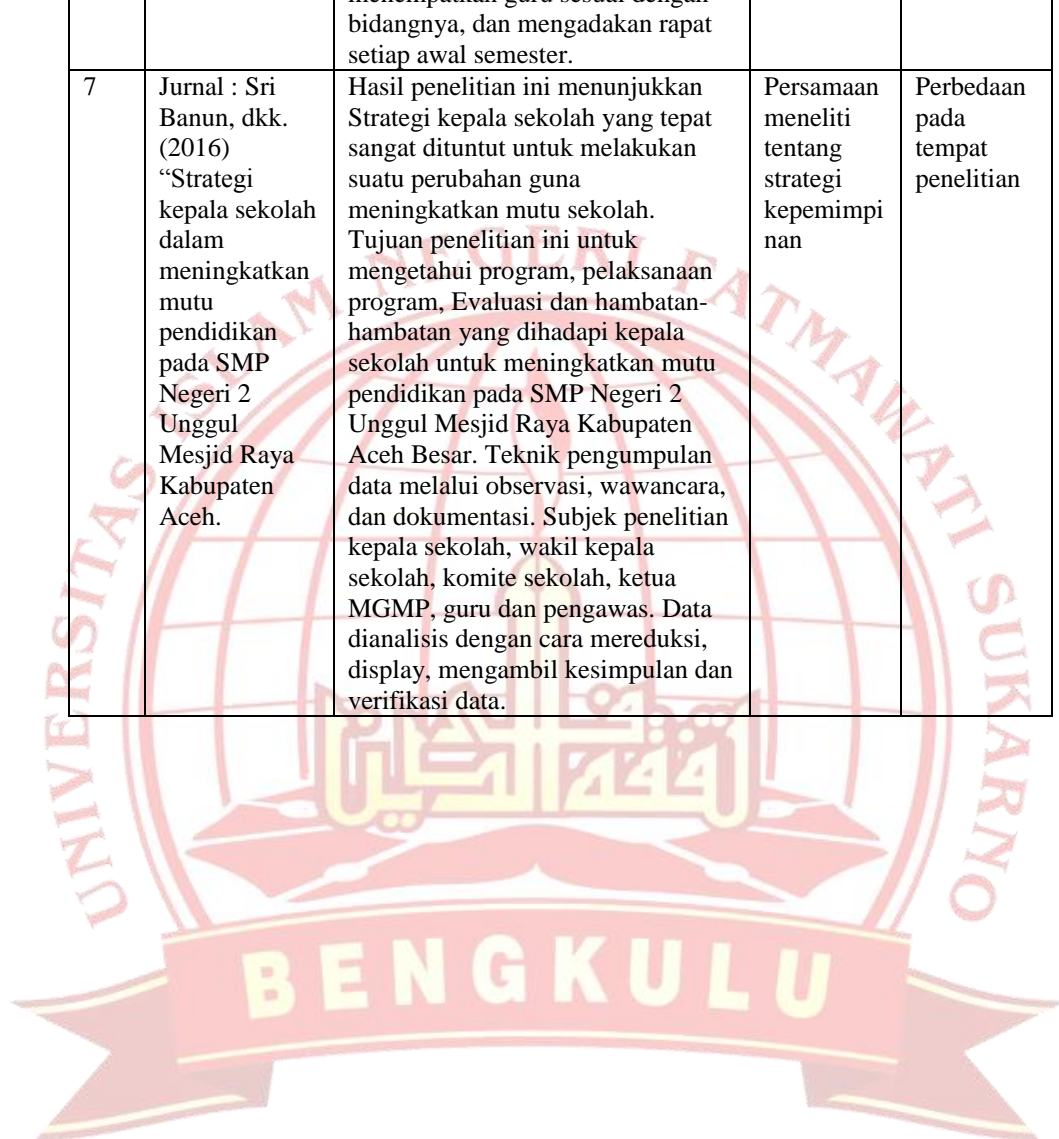 bidangnya, dan mengadakan rapat
setiap awal semester.
7
Jurnal : Sri
Banun, dkk.
(2016)
“Strategi
kepala sekolah
dalam
meningkatkan
mutu
pendidikan
pada SMP
Negeri 2
Unggul
Mesjid Raya
Kabupaten
Aceh.
Hasil penelitian ini menunjukkan
Strategi kepala sekolah yang tepat
sangat dituntut untuk melakukan
suatu perubahan guna
meningkatkan mutu sekolah.
Tujuan penelitian ini untuk
mengetahui program, pelaksanaan
program, Evaluasi dan hambatan-
hambatan yang dihadapi kepala
sekolah untuk meningkatkan mutu
pendidikan pada SMP Negeri 2
Unggul Mesjid Raya Kabupaten
Aceh Besar. Teknik pengumpulan
data melalui observasi, wawancara,
dan dokumentasi. Subjek penelitian
kepala sekolah, wakil kepala
sekolah, komite sekolah, ketua
MGMP, guru dan pengawas. Data
dianalisis dengan cara mereduksi,
display, mengambil kesimpulan dan
verifikasi data.
Persamaan
meneliti
tentang
strategi
kepemimpi
nan
Perbedaan
pada
tempat
penelitian
UNIVERSITAS ISLAM NEGERI FATMAWATI SUKARNO
BENGKULU